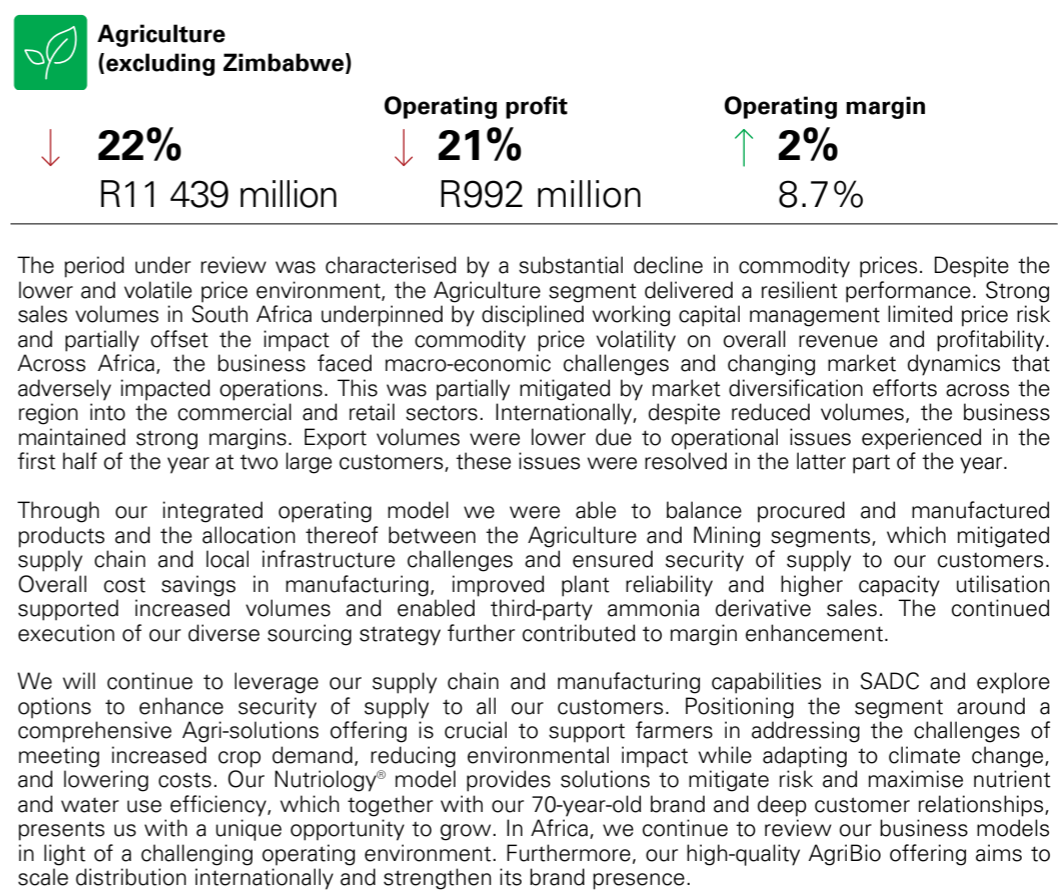 Agriculture
(excluding Zimbabwe)
Operating profit
Operating margin
↓ 22%
↓ 21%
↑ 2%
R11 439 million
R992 million
8.7%
The period under review was characterised by a substantial decline in commodity prices. Despite the
lower and volatile price environment, the Agriculture segment delivered a resilient performance. Strong
sales volumes in South Africa underpinned by disciplined working capital management limited price risk
and partially offset the impact of the commodity price volatility on overall revenue and profitability.
Across Africa, the business faced macro-economic challenges and changing market dynamics that
adversely impacted operations. This was partially mitigated by market diversification efforts across the
region into the commercial and retail sectors. Internationally, despite reduced volumes, the business
maintained strong margins. Export volumes were lower due to operational issues experienced in the
first half of the year at two large customers, these issues were resolved in the latter part of the year.
Through our integrated operating model we were able to balance procured and manufactured
products and the allocation thereof between the Agriculture and Mining segments, which mitigated
supply chain and local infrastructure challenges and ensured security of supply to our customers.
Overall cost savings in manufacturing, improved plant reliability and higher capacity utilisation
supported increased volumes and enabled third-party ammonia derivative sales. The continued
execution of our diverse sourcing strategy further contributed to margin enhancement.
We will continue to leverage our supply chain and manufacturing capabilities in SADC and explore
options to enhance security of supply to all our customers. Positioning the segment around a
comprehensive Agri-solutions offering is crucial to support farmers in addressing the challenges of
meeting increased crop demand, reducing environmental impact while adapting to climate change,
and lowering costs. Our Nutriology® model provides solutions to mitigate risk and maximise nutrient
and water use efficiency, which together with our 70-year-old brand and deep customer relationships,
presents us with a unique opportunity to grow. In Africa, we continue to review our business models
in light of a challenging operating environment. Furthermore, our high-quality AgriBio offering aims to
scale distribution internationally and strengthen its brand presence.